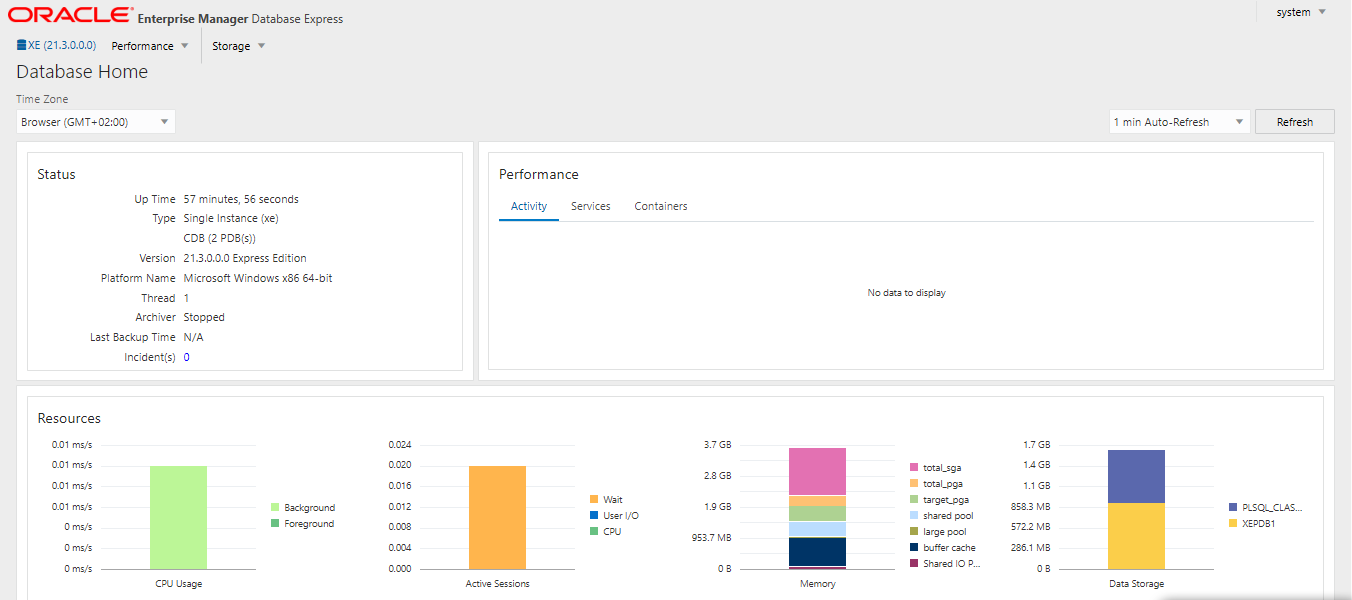 ORACLE Enterprise Manager Database Express
system
XE (21.3.0.0.0) Performance Storage
Database Home
Time Zone
Browser (GMT+02:00)
1 min Auto-Refresh Refresh
Status
Up Time 57 minutes, 56 seconds
Type Single Instance (xe)
CDB (2 PDB(s))
Version 21.3.0.0.0 Express Edition
Platform Name Microsoft Windows x86 64-bit
Thread 1
Archiver Stopped
Last Backup Time N/A
Incident(s) 0
Performance
Activity Services Containers
No data to display
Resources
0.01 ms/s
0.01 ms/s
0.01 ms/s
0.01 ms/s
0 ms/s
0 ms/s
0 ms/s
CPU Usage
Background
Foreground
0.024
0.020
0.016
0.012
0.008
0.004
0.000
Active Sessions
Wait
User I/O
CPU
3.7 GB
2.8 GB
1.9 GB
953.7 MB
0 B
Memory
total_sga
total_pga
target_pga
shared pool
large pool
buffer cache
Shared IO P...
1.7 GB
1.4 GB
1.1 GB
858.3 MB
572.2 MB
286.1 MB
0 B
Data Storage
PLSQL_CLAS...
XEPDB1